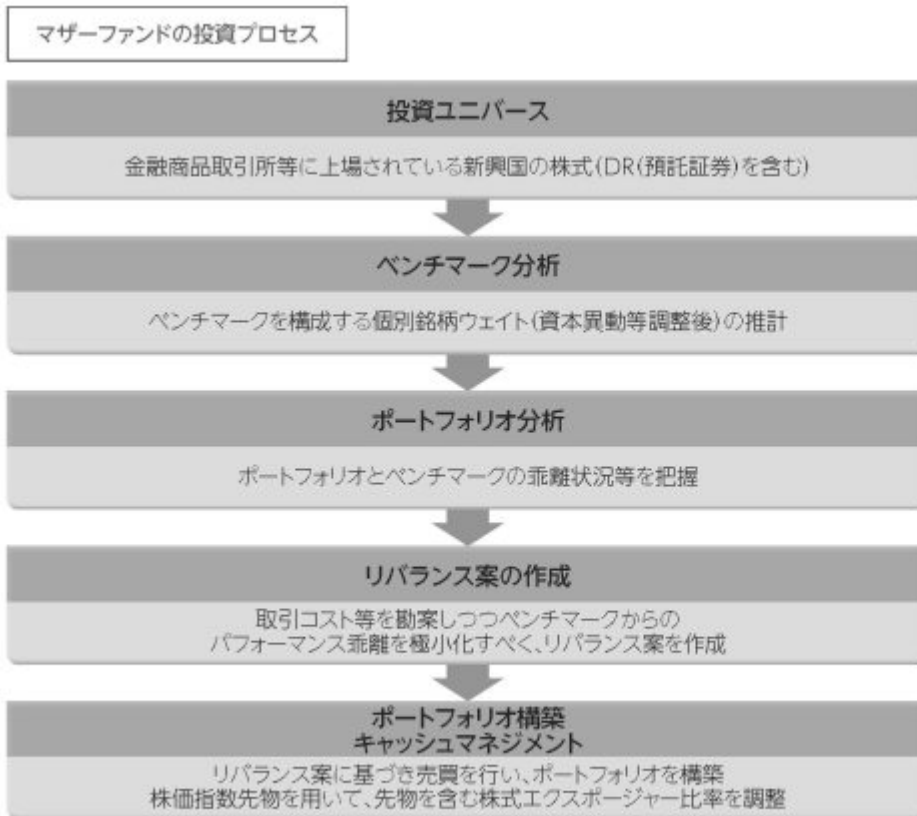 マザーファンドの投資プロセス
投資ユニバース
金融商品取引所等に上場されている新興国の株式(DR(預託証券)を含む)
ベンチマーク分析
ベンチマークを構成する個別銘柄ウェイト(資本異動等調整後)の推計
ポートフォリオ分析
ポートフォリオとベンチマークの乖離状況等を把握
リバランス案の作成
取引コスト等を勘案しつつベンチマークからの
パフォーマンス乖離を極小化すべく、リバランス案を作成
ポートフォリオ構築
キャッシュマネジメント
リバランス案に基づき売買を行い、ポートフォリオを構築
株価指数先物を用いて、先物を含む株式エクスポージャー比率を調整